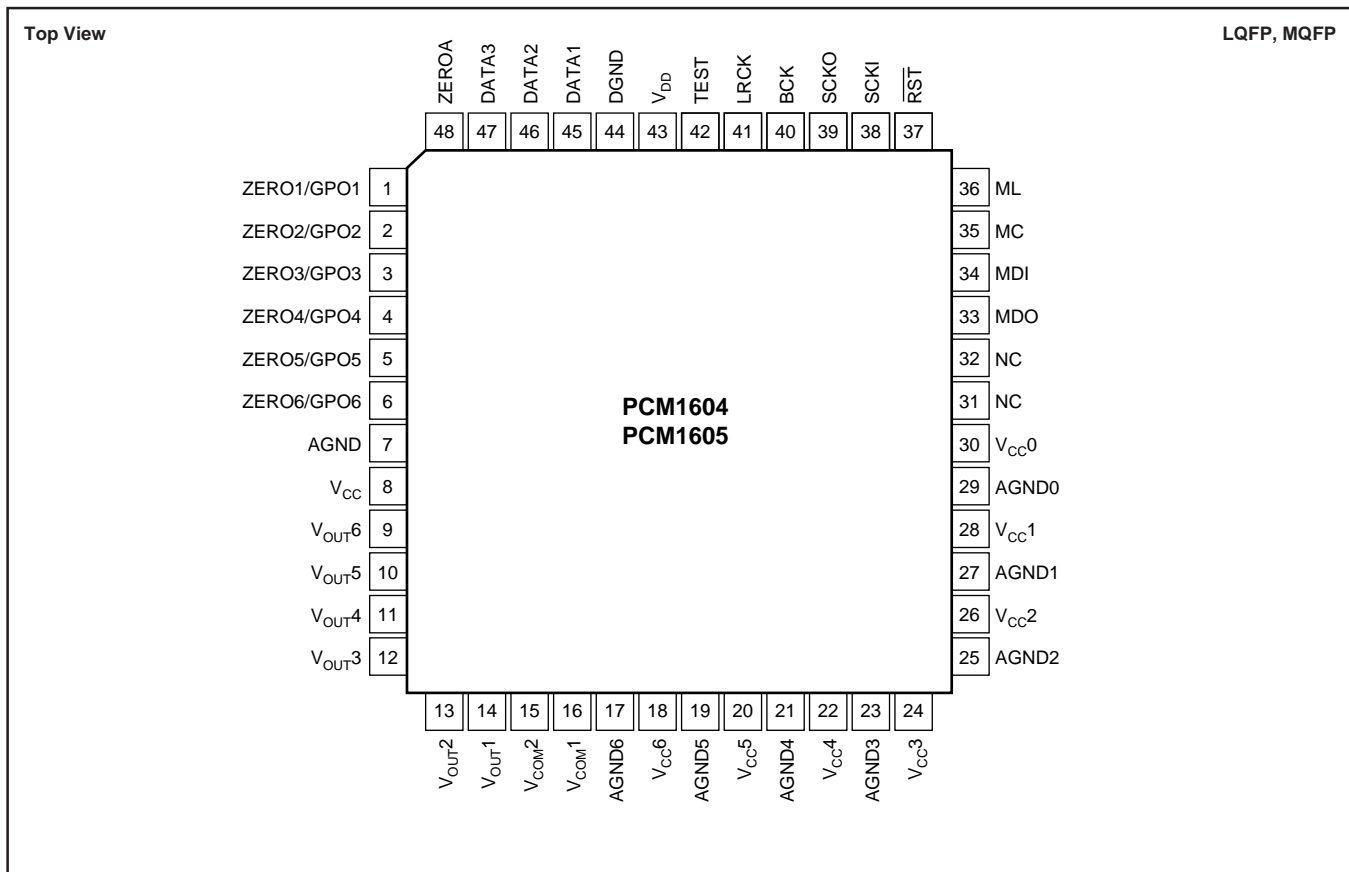 Top View
LQFP, MQFP
ZEROA
DATA3
DATA2
DATA1
DGND
VDD
TEST
LRCK
BCK
SCKO
SCKI
RST
48 47 46 45 44 43 42 41 40 39 38 37
ZERO1/GPO1 1
ZERO2/GPO2 2
ZERO3/GPO3 3
ZERO4/GPO4 4
ZERO5/GPO5 5
ZERO6/GPO6 6
AGND 7
VCC 8
VOUT6 9
VOUT5 10
VOUT4 11
VOUT3 12
PCM1604
PCM1605
36 ML
35 MC
34 MDI
33 MDO
32 NC
31 NC
30 VCC0
29 AGND0
28 VCC1
27 AGND1
26 VCC2
25 AGND2
13 14 15 16 17 18 19 20 21 22 23 24
VOUT2
VOUT1
VCOM2
VCOM1
AGND6
VCC6
AGND5
VCC5
AGND4
VCC4
AGND3
VCC3